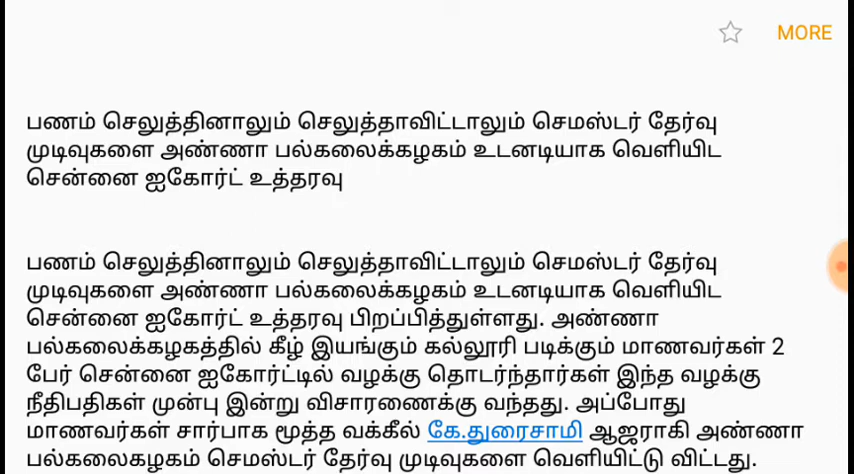 MORE
பணம் செலுத்தினாலும் செலுத்தாவிட்டாலும் செமஸ்டர் தேர்வு
முடிவுகளை அண்ணா பல்கலைக்கழகம் உடனடியாக வெளியிட
சென்னை ஐகோர்ட் உத்தரவு
பணம் செலுத்தினாலும் செலுத்தாவிட்டாலும் செமஸ்டர் தேர்வு
முடிவுகளை அண்ணா பல்கலைக்கழகம் உடனடியாக வெளியிட
சென்னை ஐகோர்ட் உத்தரவு பிறப்பித்துள்ளது. அண்ணா
பல்கலைக்கழகத்தில் கீழ் இயங்கும் கல்லூரி படிக்கும் மாணவர்கள் 2
பேர் சென்னை ஐகோர்ட்டில் வழக்கு தொடர்ந்தார்கள் இந்த வழக்கு
நீதிபதிகள் முன்பு இன்று விசாரணைக்கு வந்தது. அப்போது
மாணவர்கள் சார்பாக மூத்த வக்கீல் கே.துரைசாமி ஆஜராகி அண்ணா
பல்கலைகழகம் செமஸ்டர் தேர்வு முடிவுகளை வெளியிட்டு விட்டது.